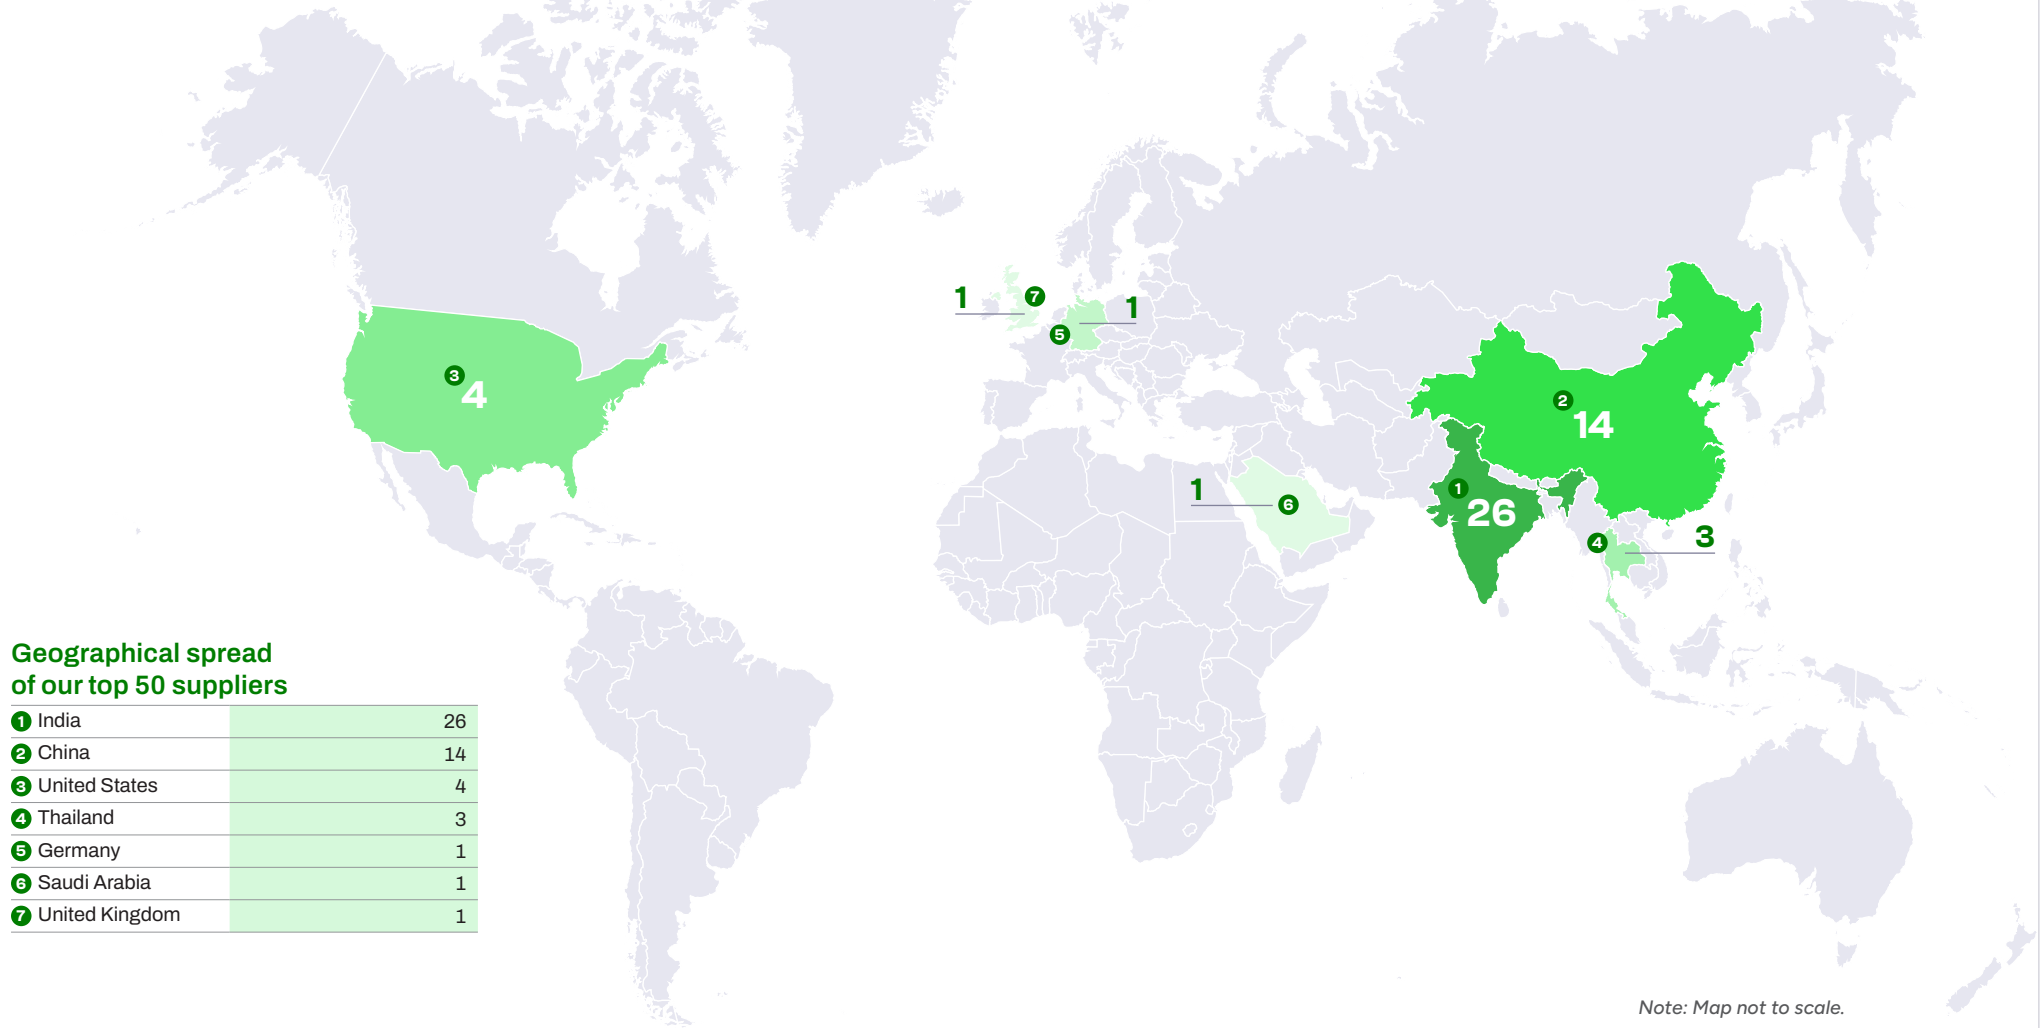 3
4
1
7
1
5
2
14
1
26
1
6
4
3
Geographical spread
of our top 50 suppliers
1 India 26
2 China 14
3 United States 4
4 Thailand 3
5 Germany 1
6 Saudi Arabia 1
7 United Kingdom 1
Note: Map not to scale.